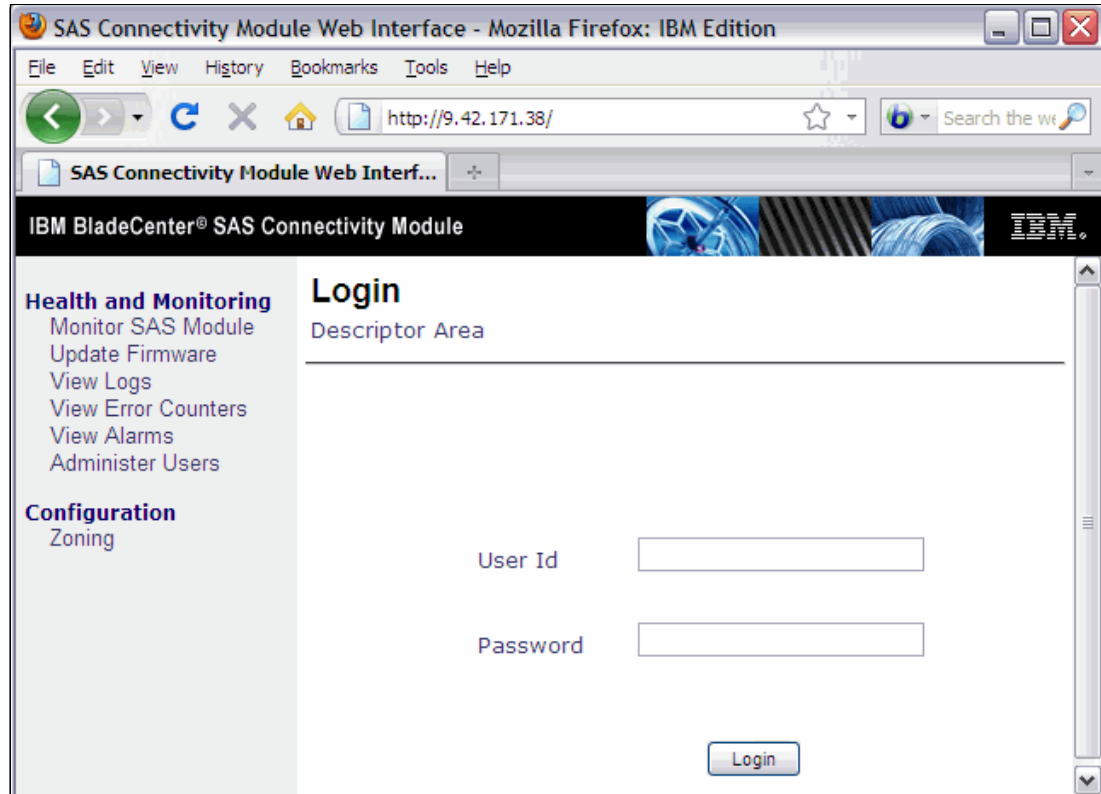 SAS Connectivity Module Web Interface - Mozilla Firefox: IBM Edition
File Edit View History Bookmarks Tools Help
http://9.42.171.38/
Search the we
SAS Connectivity Module Web Interf...
IBM BladeCenter® SAS Connectivity Module
IBM.
Health and Monitoring
Monitor SAS Module
Update Firmware
View Logs
View Error Counters
View Alarms
Administer Users
Configuration
Zoning
Login
Descriptor Area
User Id
Password
Login